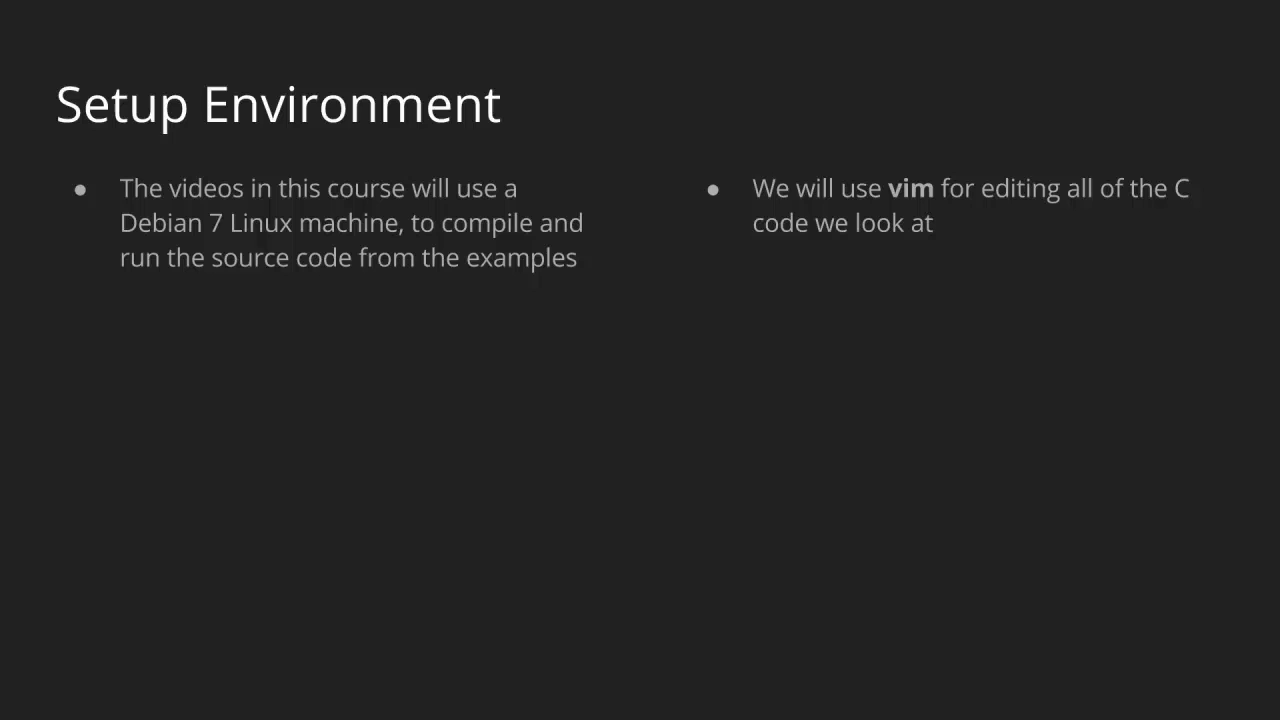 Setup Environment
● The videos in this course will use a
Debian 7 Linux machine, to compile and
run the source code from the examples
● We will use vim for editing all of the C
code we look at